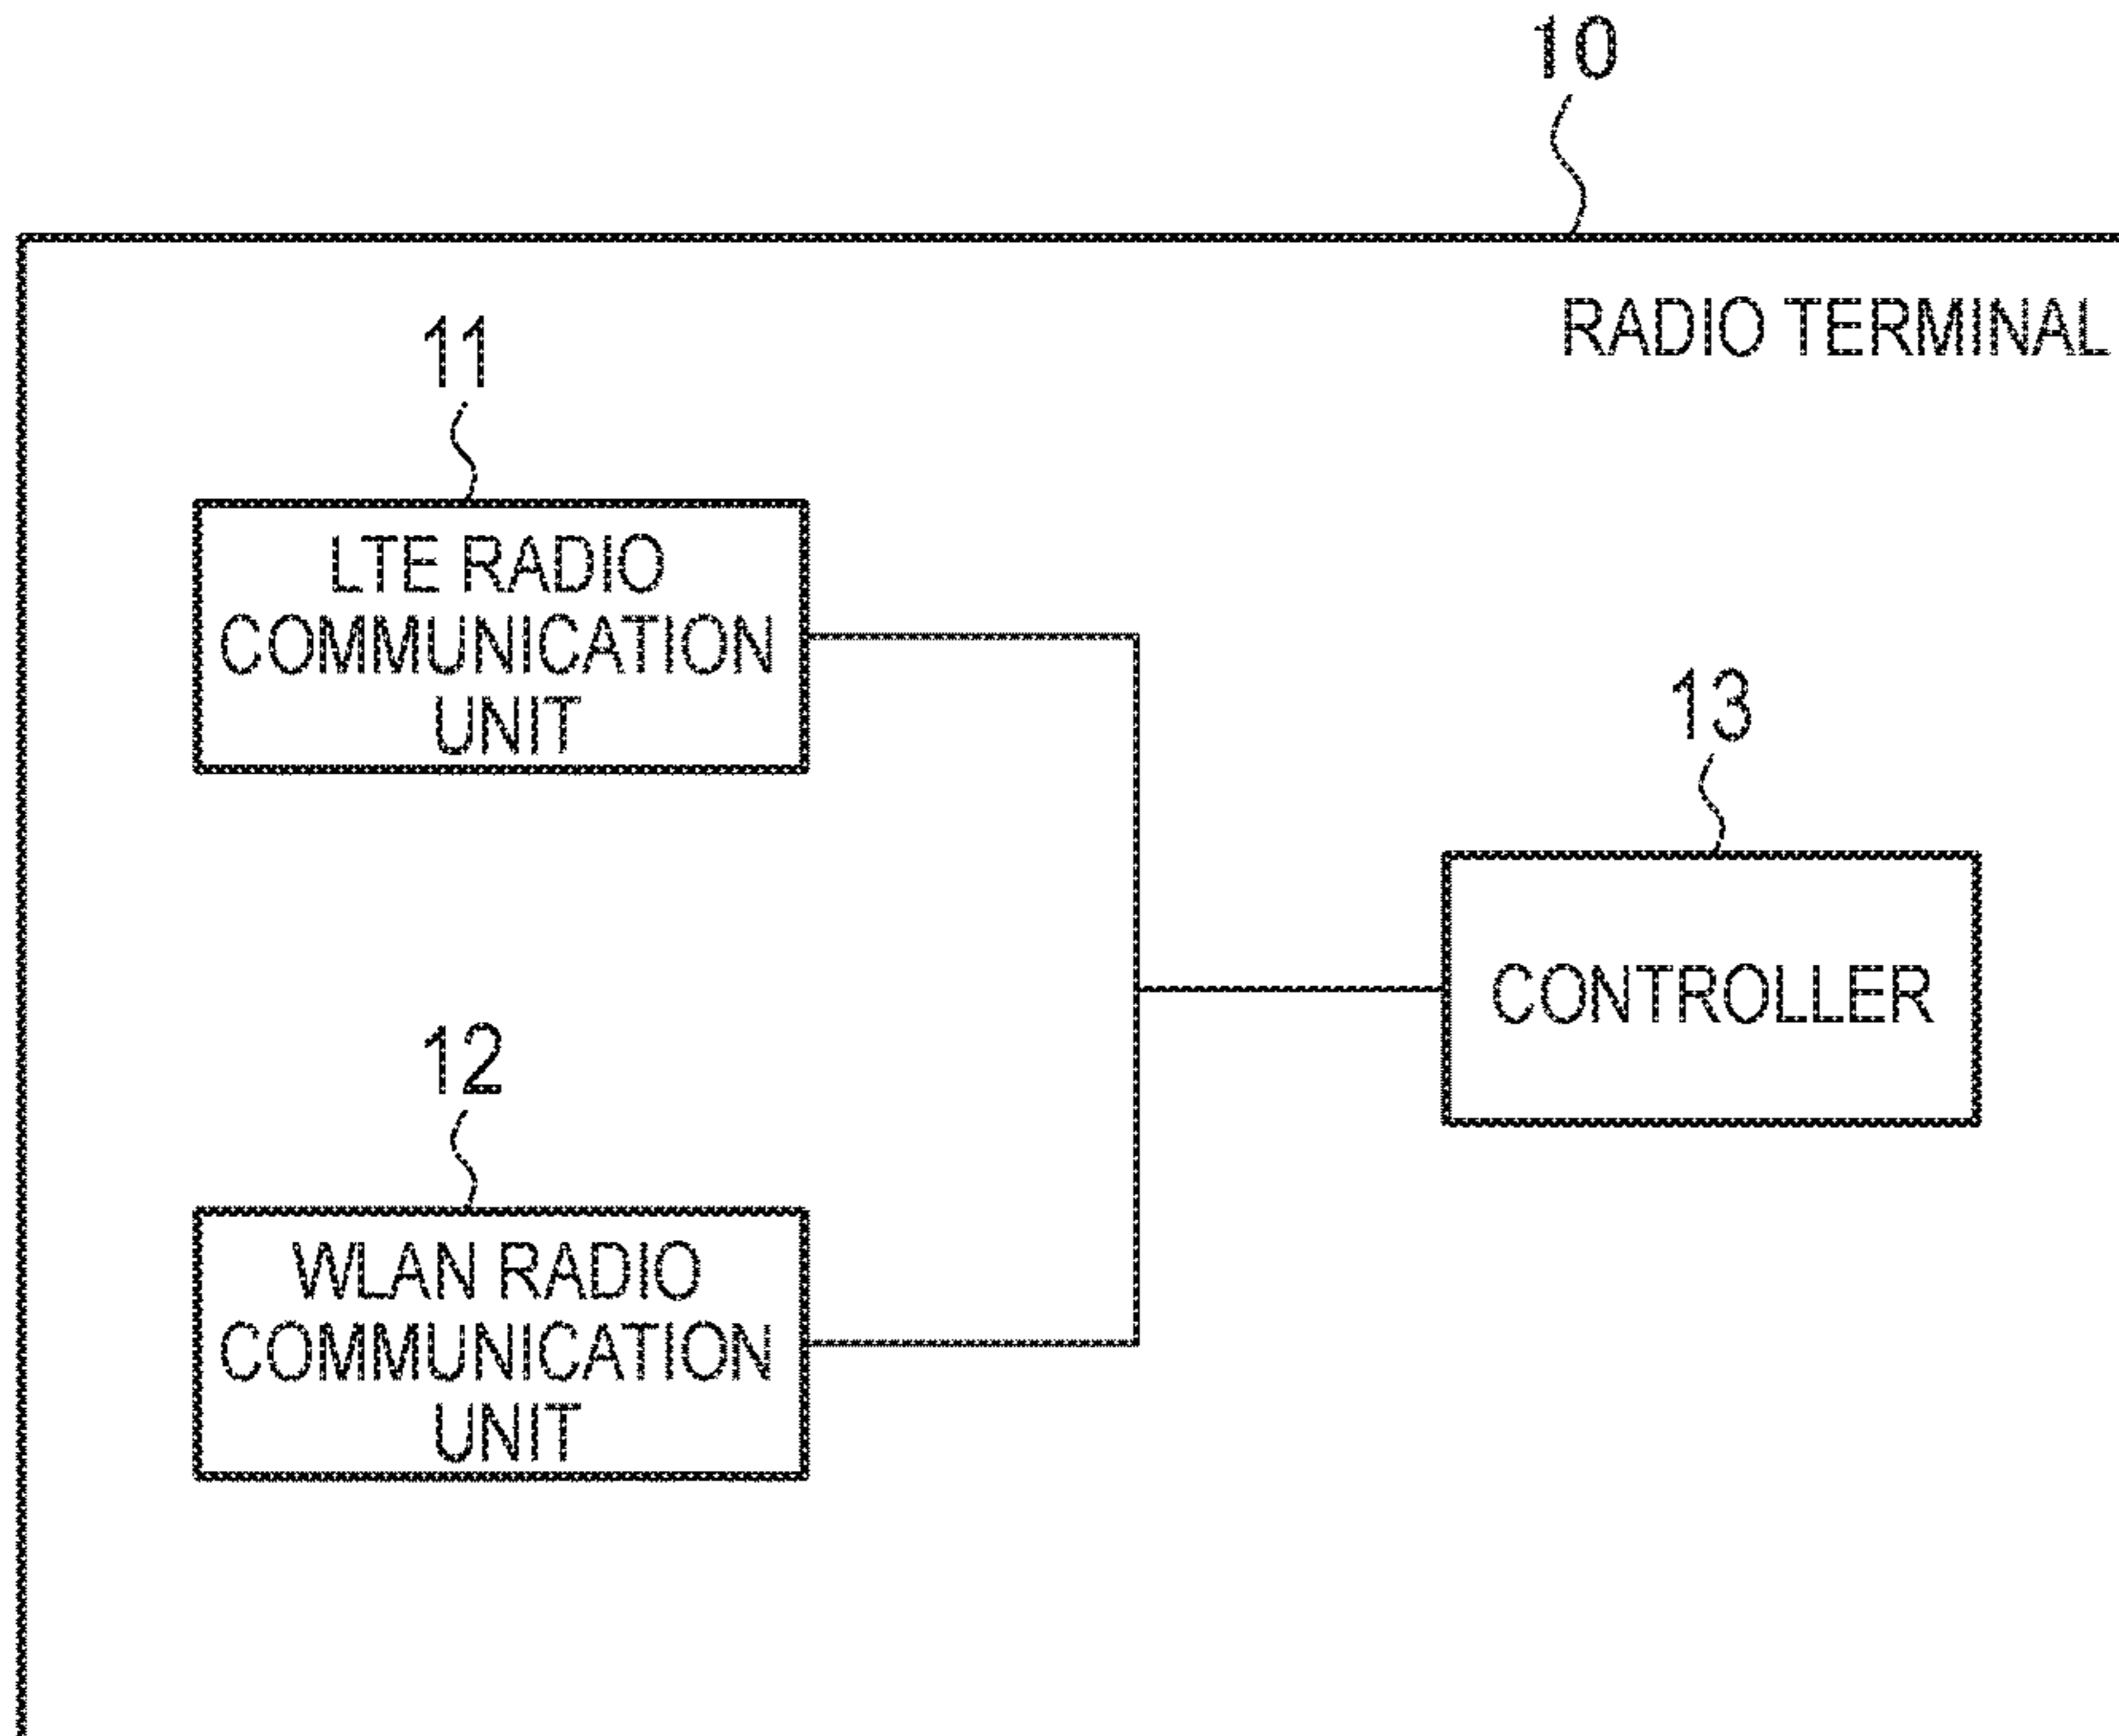 10
RADIO TERMINAL
11
LTE RADIO
COMMUNICATION
UNIT
13
CONTROLLER
12
WLAN RADIO
COMMUNICATION
UNIT